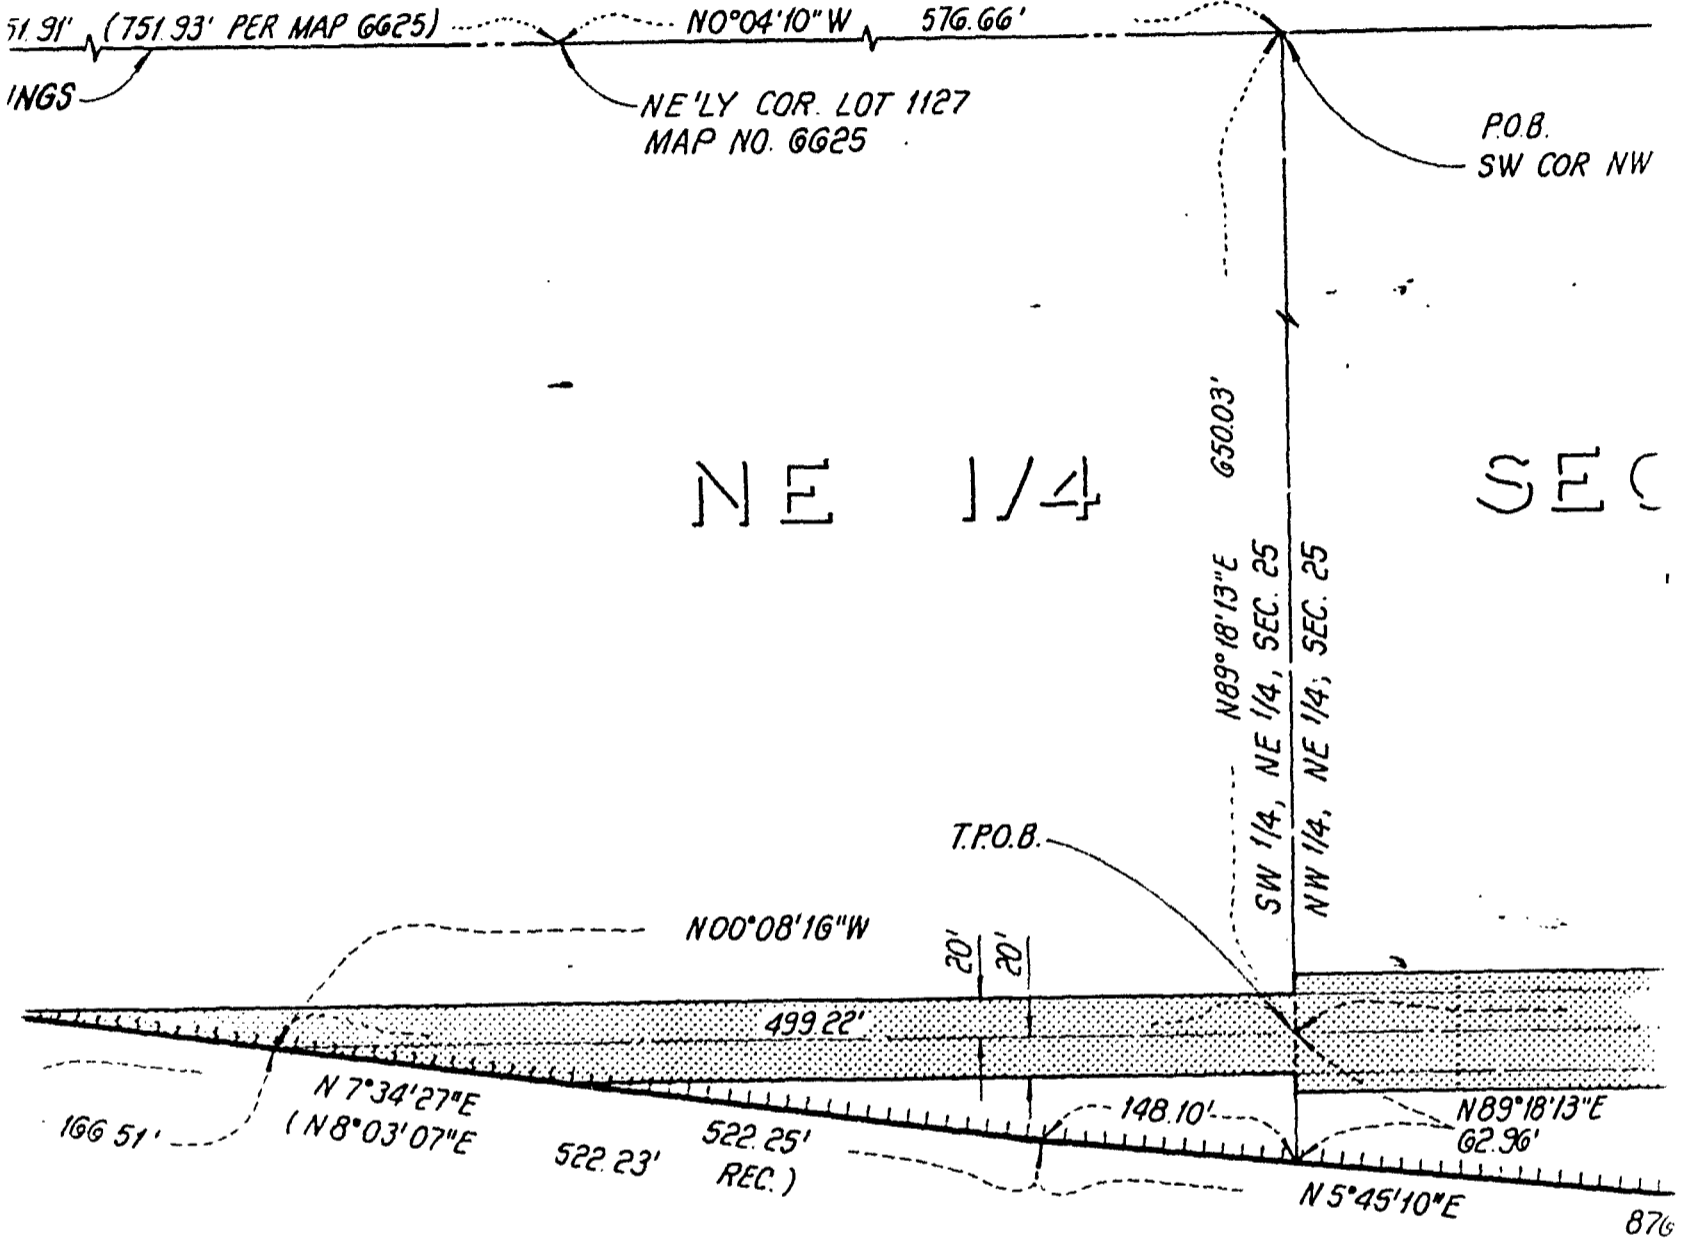 51.91' (751.93' PER MAP 6625)
N0°04'10"W 576.66'
INGS
NE'LY COR. LOT 1127
MAP NO. 6625
P.O.B.
SW COR NW
650.03'
N89°18'13"E
NE 1/4
SEC
SW 1/4, NE 1/4, SEC. 25
NW 1/4, NE 1/4, SEC. 25
T.P.O.B.
N00°08'16"W
20'
20'
499.22'
N 7°34'27"E 522.25'
(N8°03'07"E 522.23' REC.)
166 51'
148.10'
N89°18'13"E
62.96'
N 5°45'10"E
876